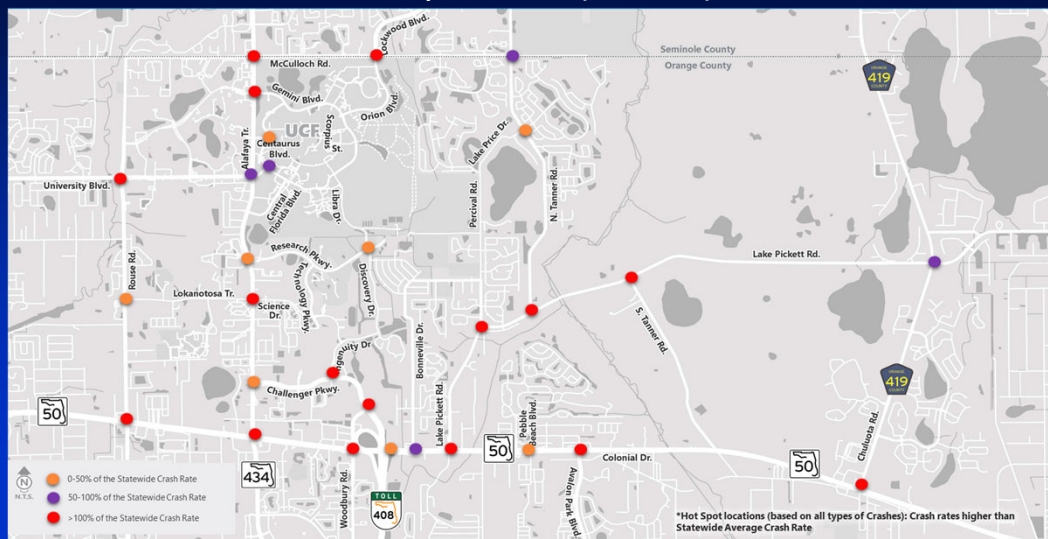 Seminole County
Orange County
McCulloch Rd.
Lockwood Blvd.
Gemini Blvd.
Orion Blvd.
Scorpius
St.
UCF
Centaurus
Blvd.
Alafaya Tr.
University Blvd.
Central
Florida Blvd.
Libra Dr.
Lake Price Dr.
Percival Rd.
N. Tanner Rd.
ORANGE
419
COUNTY
Rouse Rd.
Research Pkwy.
Technology Pkwy.
Discovery Dr.
Lake Pickett Rd.
Lokanotosa Tr.
Science
Dr.
S. Tanner Rd.
Bonneville Dr.
Ingenuity Dr
Challenger Pkwy.
Lake Pickett Rd.
Pebble
Beach Blvd.
ORANGE
419
COUNTY
Chuluota Rd.
50
50
Colonial Dr.
50
434
Woodbury Rd.
TOLL
408
Avalon Park Blvd.
N
N.T.S.
0-50% of the Statewide Crash Rate
50-100% of the Statewide Crash Rate
>100% of the Statewide Crash Rate
*Hot Spot locations (based on all types of Crashes): Crash rates higher than
Statewide Average Crash Rate